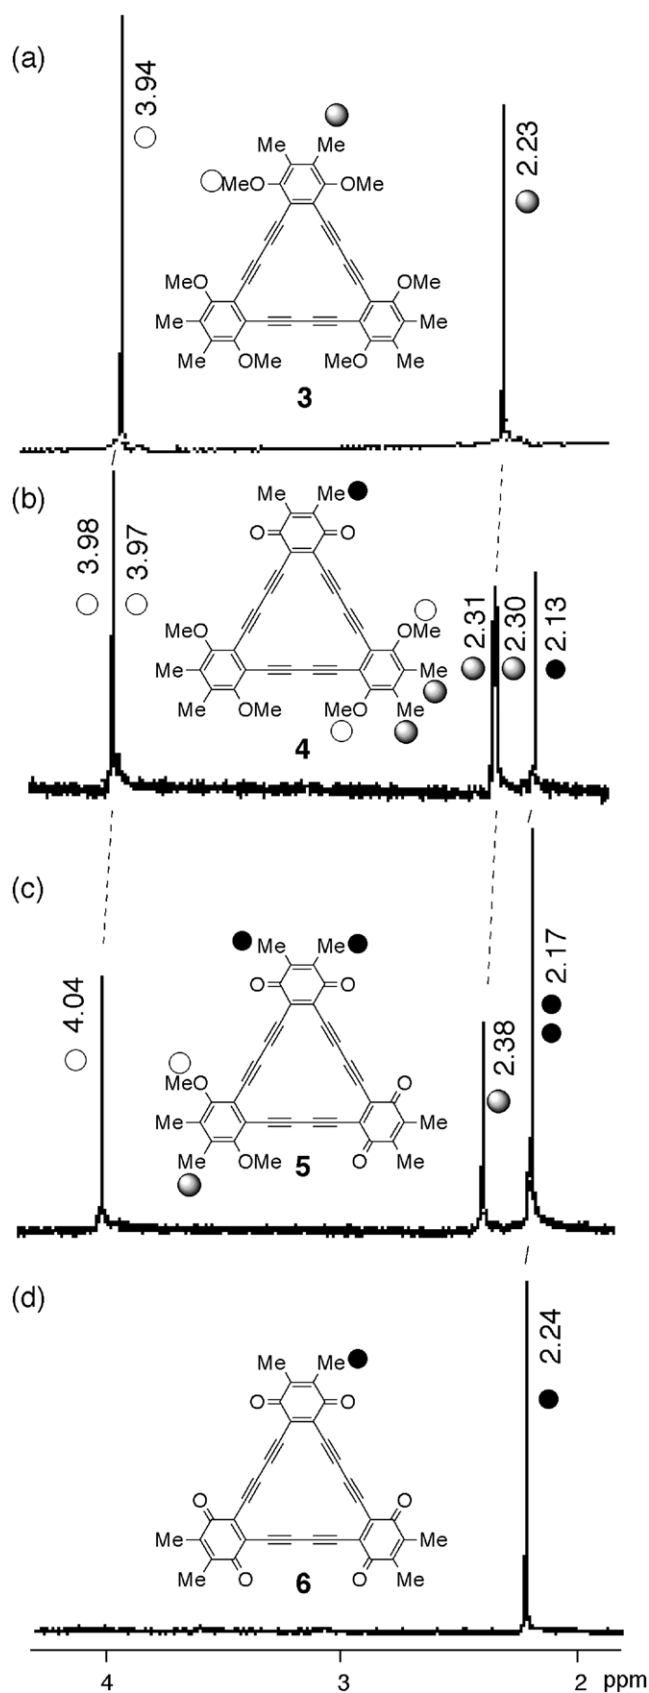 (a)
3.94
2.23
Me Me
MeO OMe
MeO OMe
Me Me
Me OMe MeO Me
3
(b)
3.98
3.97
2.31
2.30
2.13
Me Me
O O
MeO OMe
Me Me
Me OMe MeO Me
4
(c)
4.04
2.38
2.17
Me Me
O O
MeO O
Me Me
Me OMe O Me
5
(d)
2.24
Me Me
O O
O O
Me Me
Me O O Me
6
4 3 2 ppm